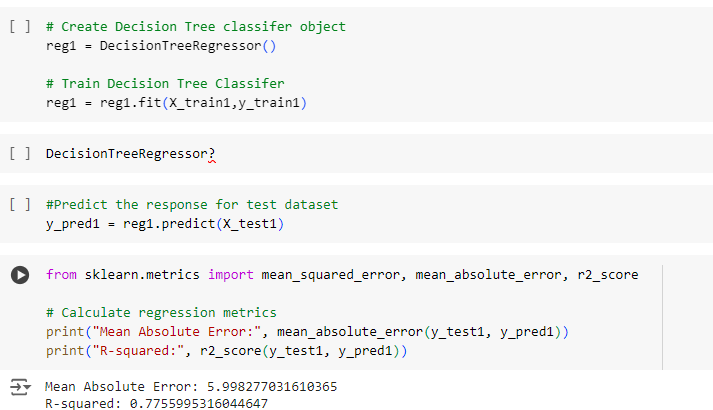 [ ] # Create Decision Tree classifer object
reg1 = DecisionTreeRegressor()
# Train Decision Tree Classifer
reg1 = reg1.fit(X_train1,y_train1)
[ ] DecisionTreeRegressor?
[ ] #Predict the response for test dataset
y_pred1 = reg1.predict(X_test1)
from sklearn.metrics import mean_squared_error, mean_absolute_error, r2_score
# Calculate regression metrics
print("Mean Absolute Error:", mean_absolute_error(y_test1, y_pred1))
print("R-squared:", r2_score(y_test1, y_pred1))
Mean Absolute Error: 5.998277031610365
R-squared: 0.7755995316044647